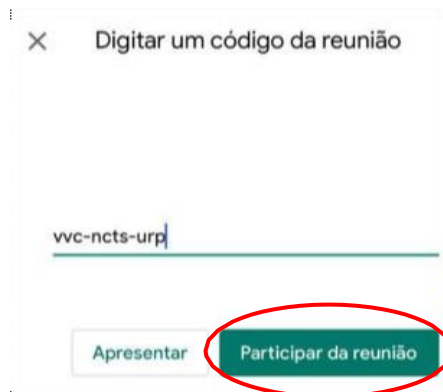 Digitar um código da reunião
vvc-ncts-urp
Apresentar
Participar da reunião